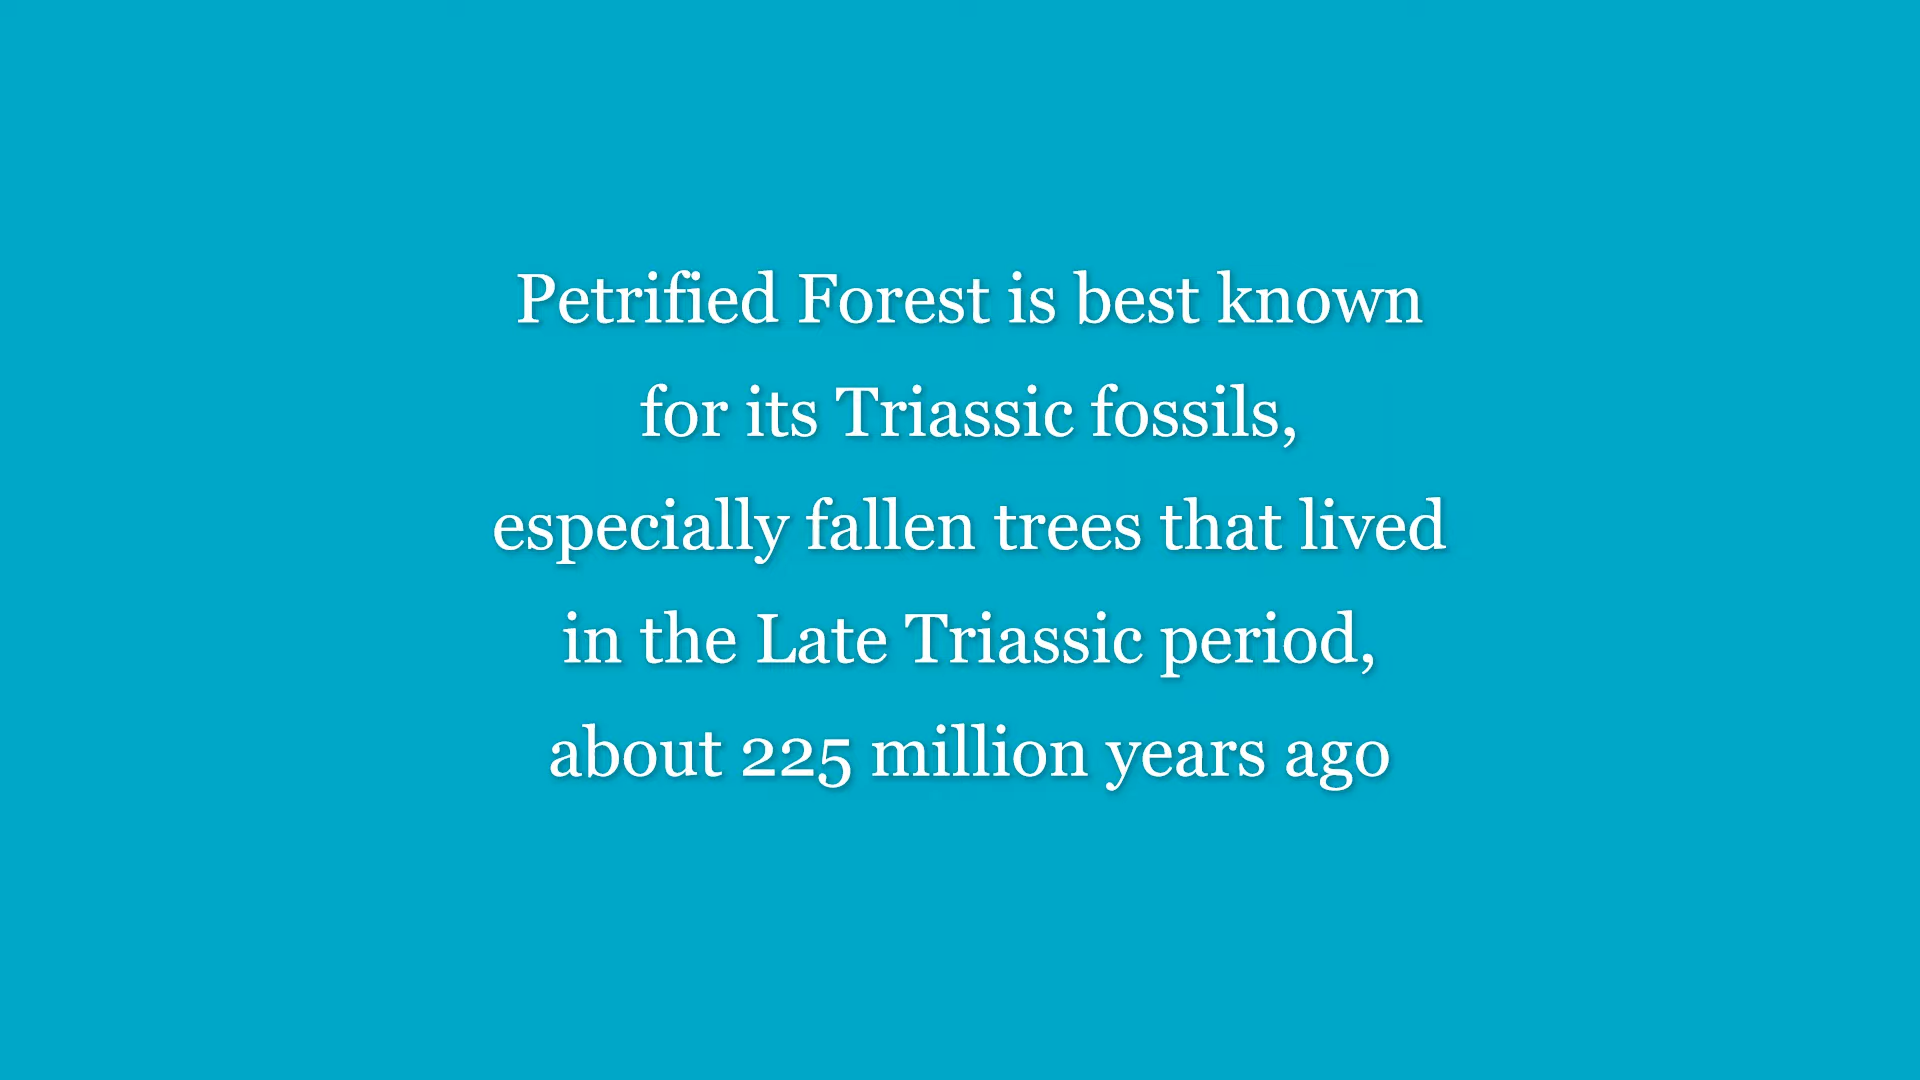 Petrified Forest is best known
for its Triassic fossils,
especially fallen trees that lived
in the Late Triassic period,
about 225 million years ago